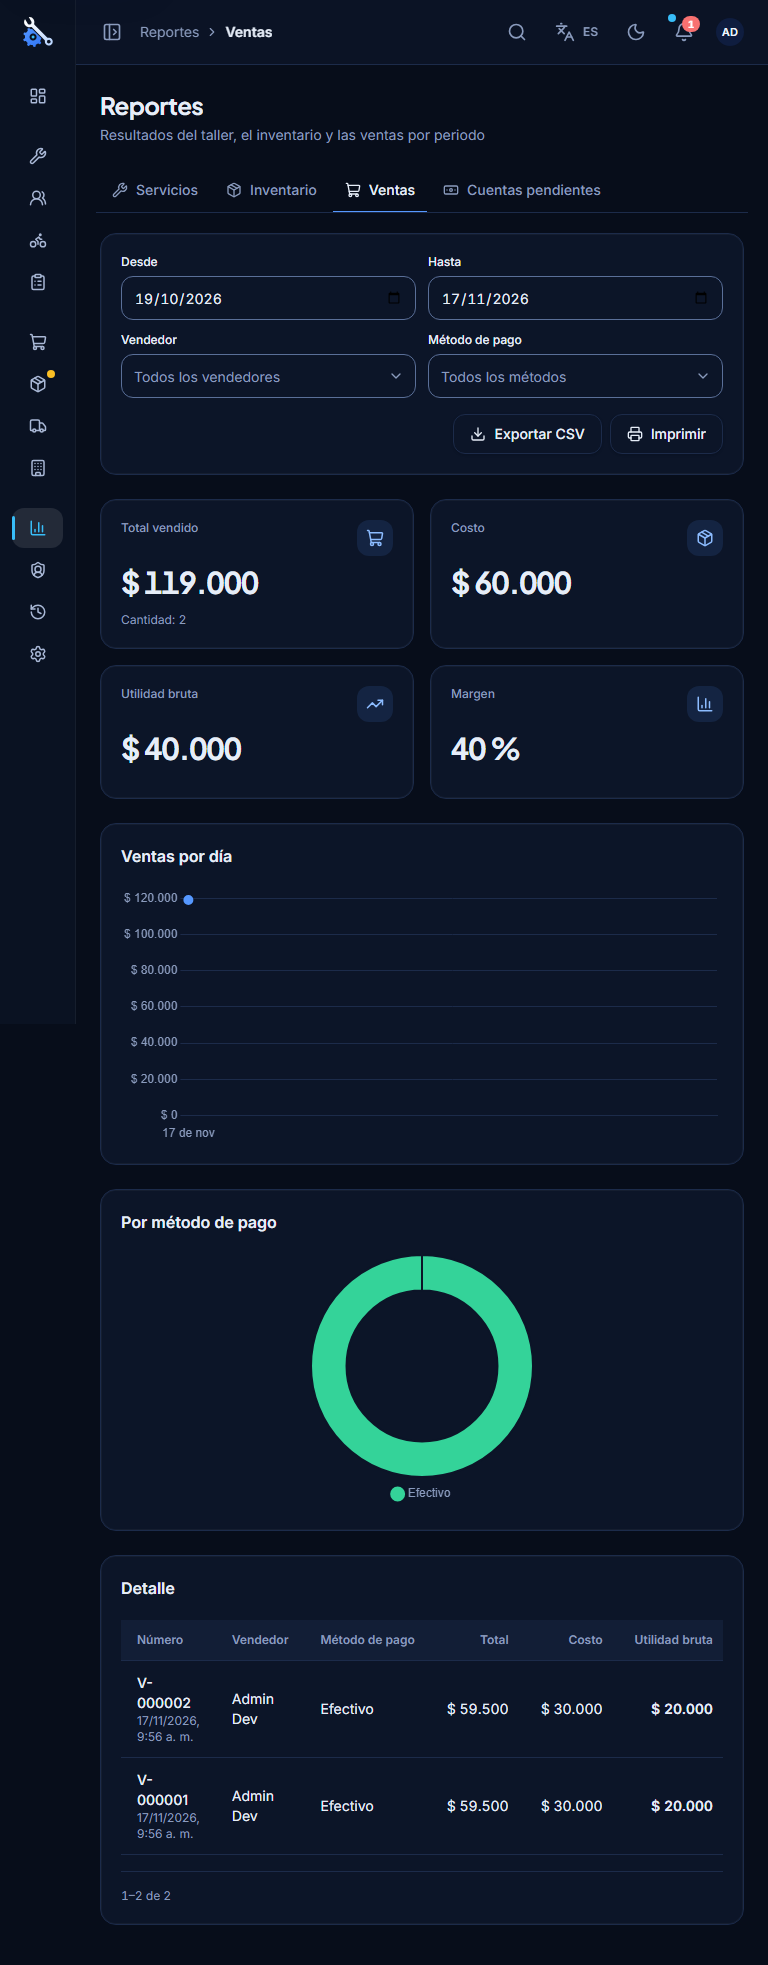 Reportes > Ventas
ES
1
AD
Reportes
Resultados del taller, el inventario y las ventas por periodo
Servicios
Inventario
Ventas
Cuentas pendientes
Desde
Hasta
19/10/2026
17/11/2026
Vendedor
Método de pago
Todos los vendedores
Todos los métodos
Exportar CSV
Imprimir
Total vendido
$ 119.000
Cantidad: 2
Costo
$ 60.000
Utilidad bruta
$ 40.000
Margen
40 %
Ventas por día
$ 120.000
$ 100.000
$ 80.000
$ 60.000
$ 40.000
$ 20.000
$ 0
17 de nov
Por método de pago
Efectivo
Detalle
Número Vendedor Método de pago Total Costo Utilidad bruta
V-
000002
17/11/2026,
9:56 a. m.
Admin
Dev
Efectivo
$ 59.500
$ 30.000
$ 20.000
V-
000001
17/11/2026,
9:56 a. m.
Admin
Dev
Efectivo
$ 59.500
$ 30.000
$ 20.000
1–2 de 2